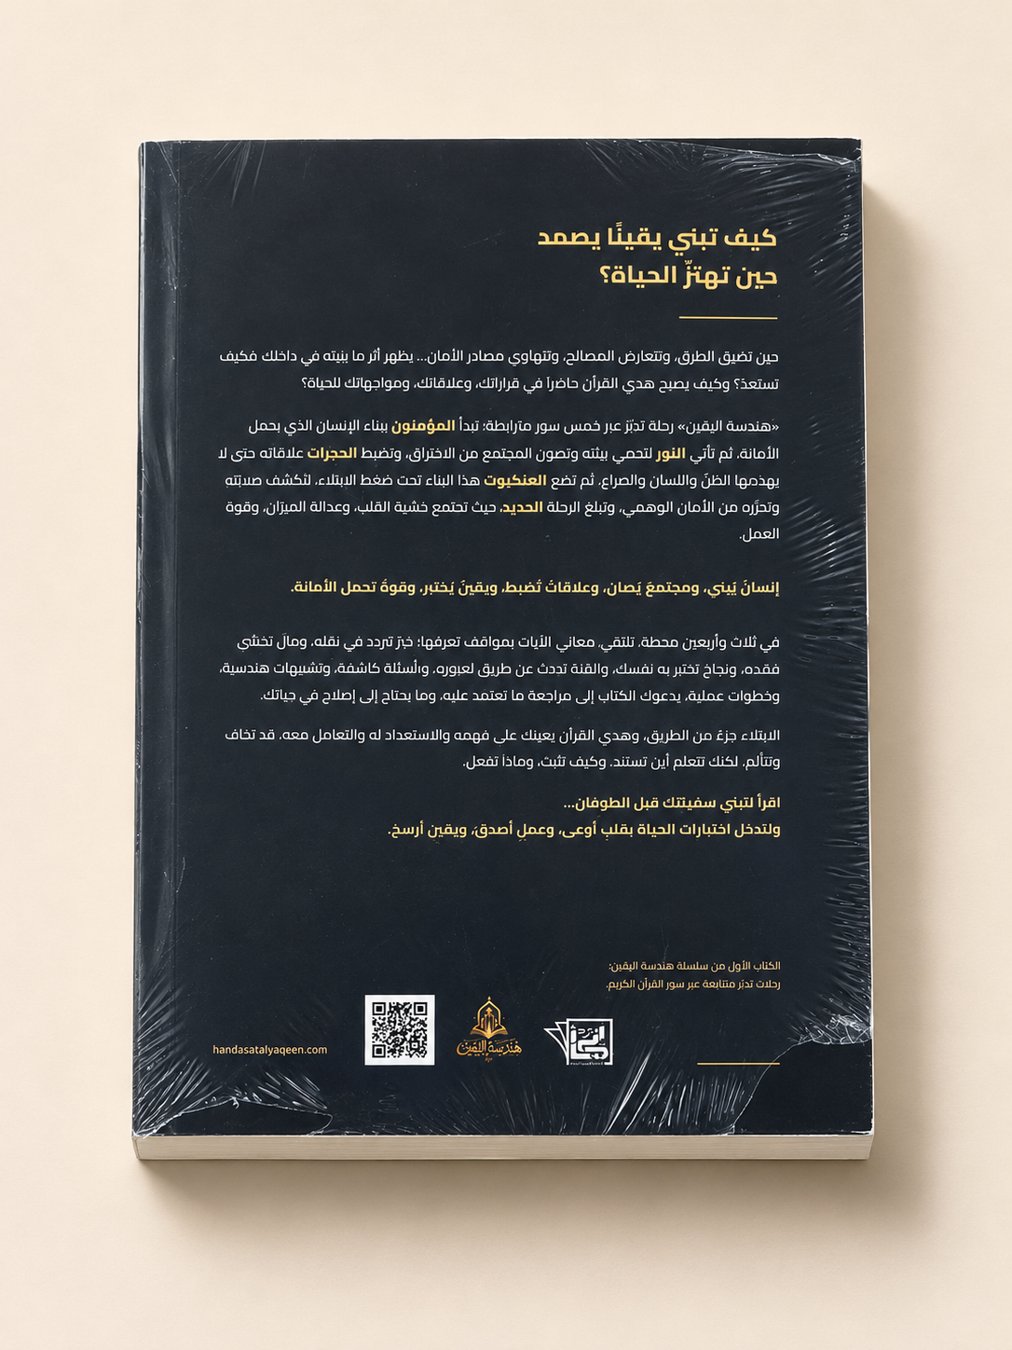 كيف تبني يقينًا يصمد
حين تهتزّ الحياة؟
حين تضيق الطرق، وتتعارض المصالح، وتتهاوى مصادر الأمان... يظهر أثر ما بنيته في داخلك فكيف
تستعدّ؟ وكيف يصبح هدي القرآن حاضراً في قراراتك، وعلاقاتك، ومواجهاتك للحياة؟
«هندسة اليقين» رحلة تدبّر عبر خمس سور مترابطة؛ تبدأ المؤمنون ببناء الإنسان الذي يحمل
الأمانة، ثم تأتي النور لتحمي بيئته وتصون المجتمع من الاختراق، وتضبط الحجرات علاقاته حتى لا
يهدمها الظنّ واللسان والصراع، ثم تضع العنكبوت هذا البناء تحت ضغط الابتلاء، لتكشف صلابته
وتحرّره من الأمان الوهمي، وتبلغ الرحلة الحديد، حيث تجتمع خشية القلب، وعدالة الميزان، وقوة
العمل.
إنسانٌ يُبنى، ومجتمعٌ يُصان، وعلاقاتٌ تُضبط، ويقينٌ يُختبر، وقوةٌ تحمل الأمانة.
في ثلاث وأربعين محطة، تلتقي معاني الآيات بمواقف تعرفها؛ خبرٌ تتردد في نقله، ومالٌ تخشى
فقده، ونجاحٌ تختبر به نفسك، والفتة تبحث عن طريق لعبوره، وأسئلة كاشفة، وتشبيهات هندسية،
وخطوات عملية، يدعوك الكتاب إلى مراجعة ما تعتمد عليه، وما يحتاج إلى إصلاح في حياتك.
الابتلاء جزءٌ من الطريق، وهدي القرآن يعينك على فهمه والاستعداد له والتعامل معه. قد تخاف
وتتألم، لكنك تتعلم أين تستند، وكيف تثبت، وماذا تفعل.
اقرأ لتبني سفينتك قبل الطوفان...
ولتدخل اختبارات الحياة بقلبٍ أوعى، وعملٍ أصدق، ويقينٍ أرسخ.
الكتاب الأول من سلسلة هندسة اليقين:
رحلات تدبّر متتابعة عبر سور القرآن الكريم.
هندسة اليقين
handasatalyaqeen.com